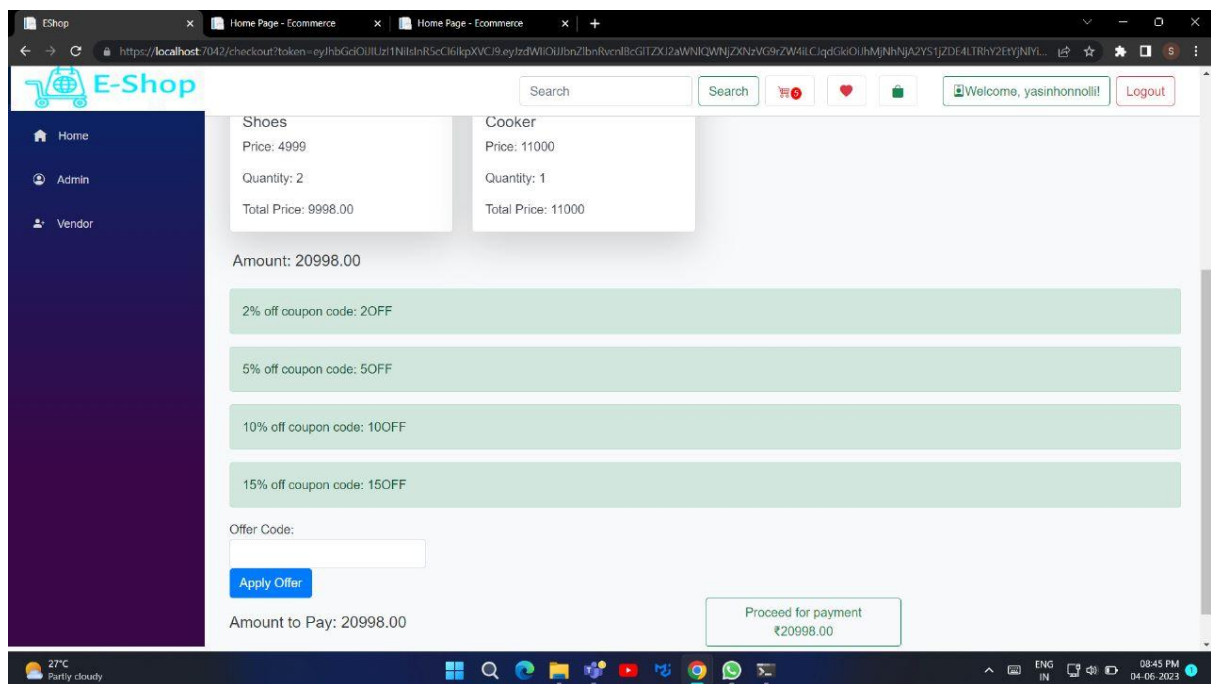 EShop
Home Page - Ecommerce
Home Page - Ecommerce
E-Shop
Search
Search
5
Welcome, yasinhonnolli!
Logout
Home
Admin
Vendor
Shoes
Price: 4999
Quantity: 2
Total Price: 9998.00
Cooker
Price: 11000
Quantity: 1
Total Price: 11000
Amount: 20998.00
2% off coupon code: 2OFF
5% off coupon code: 5OFF
10% off coupon code: 10OFF
15% off coupon code: 15OFF
Offer Code:
Apply Offer
Amount to Pay: 20998.00
Proceed for payment
₹20998.00
27°C
Partly cloudy
ENG
IN
08:45 PM
04-06-2023
1